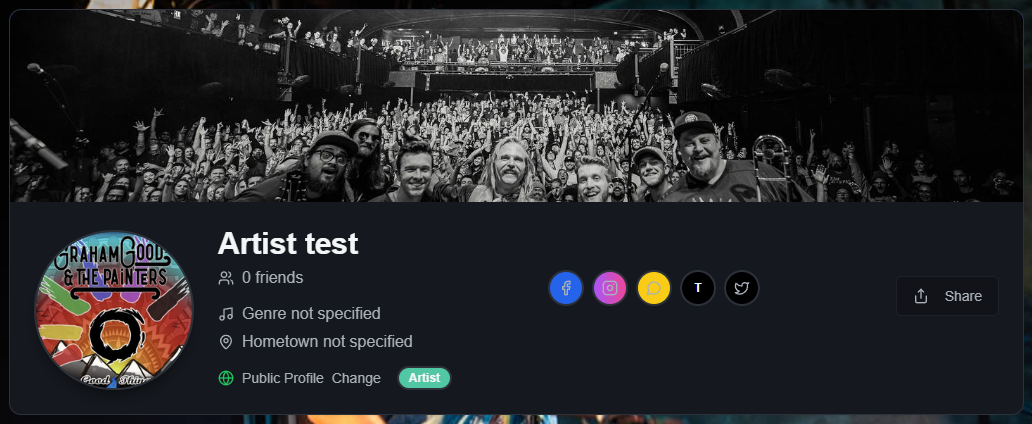 Artist test
0 friends
Genre not specified
Hometown not specified
Public Profile Change Artist
T
Share
GRAHAM GOOD
& THE PAINTERS
Good Thin